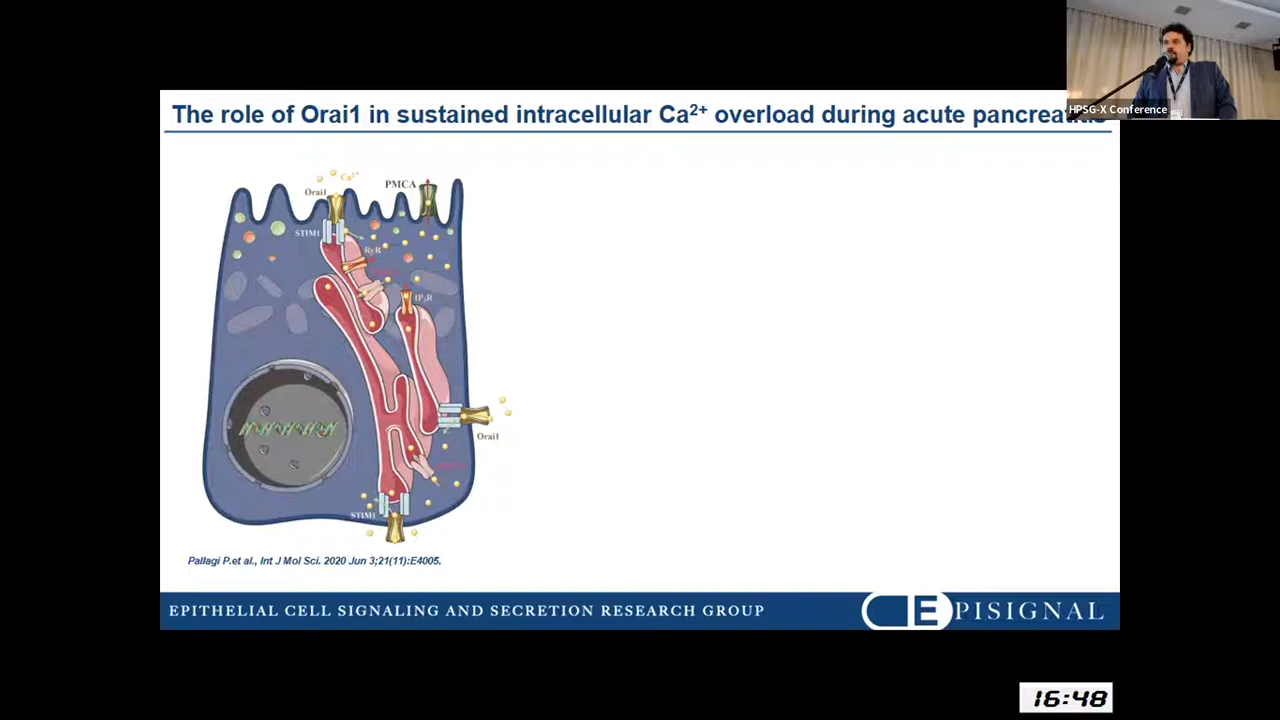 HPSG-X Conference
The role of Orai1 in sustained intracellular Ca²⁺ overload during acute pancreatitis
Ca²⁺
Orai1
PMCA
STIM1
RyR
IP₃R
Orai1
STIM1
Pallagi P.et al., Int J Mol Sci. 2020 Jun 3;21(11):E4005.
EPITHELIAL CELL SIGNALING AND SECRETION RESEARCH GROUP
EPISIGNAL
16:48